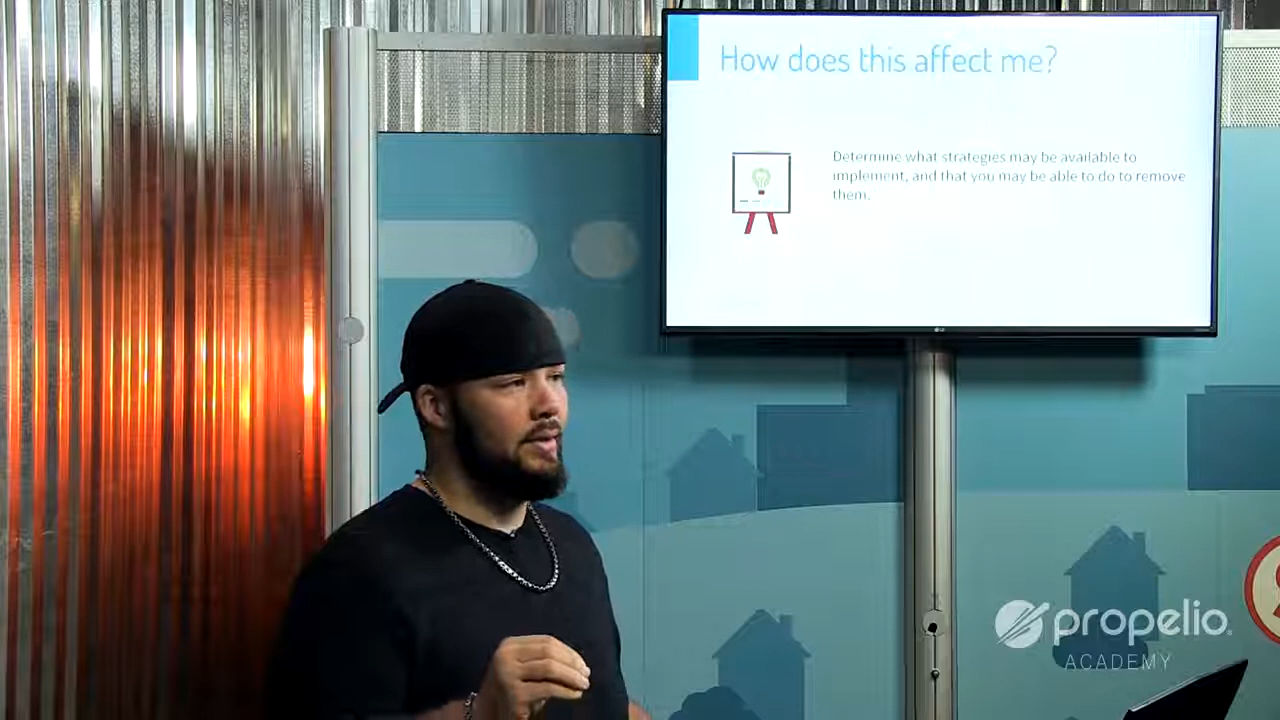 How does this affect me?
Determine what strategies may be available to
implement, and that you may be able to do to remove
them.
LG
propelio
ACADEMY